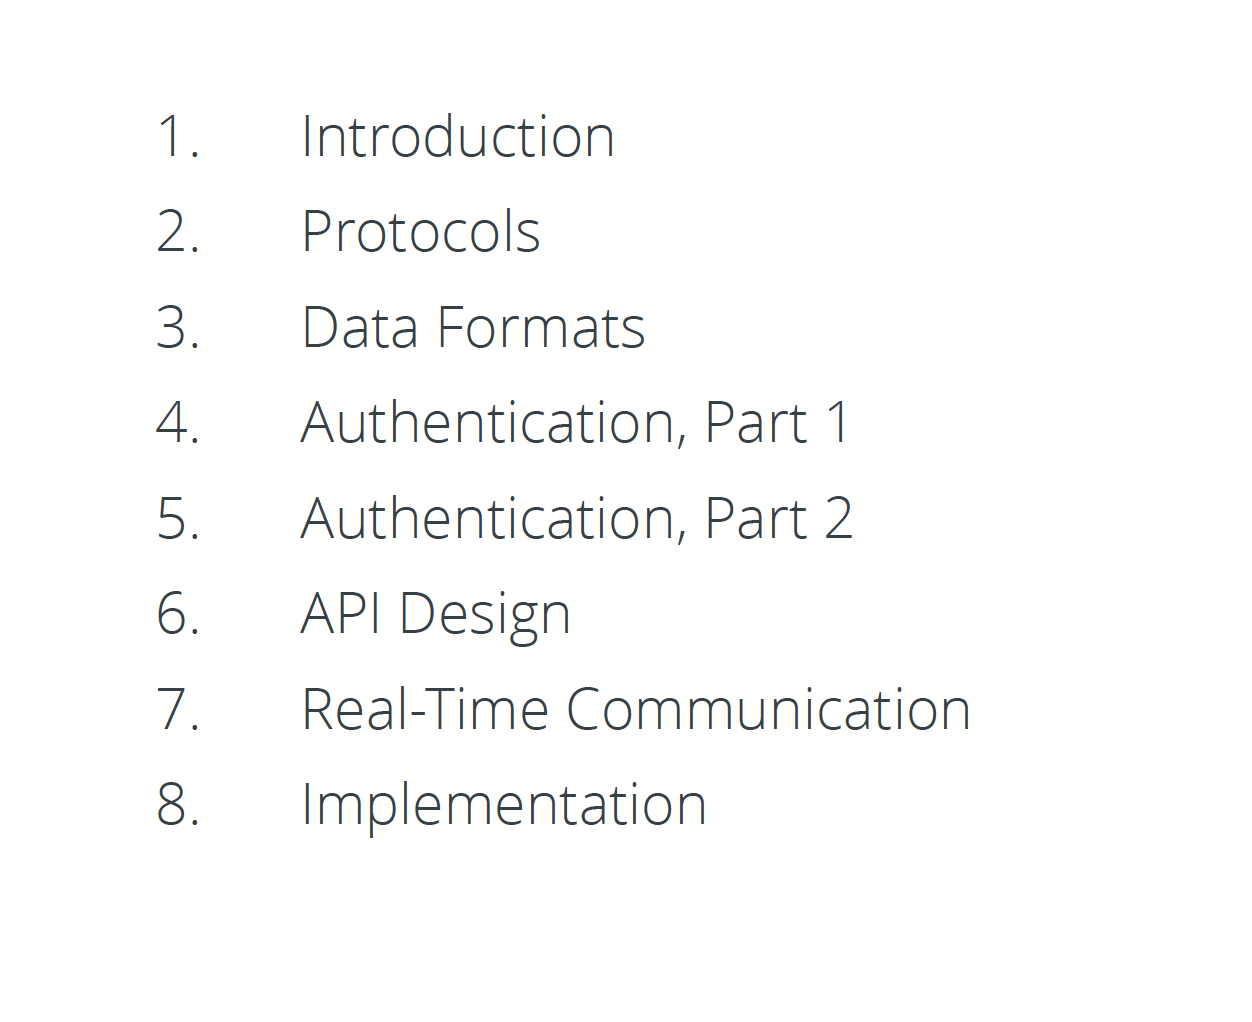 1. Introduction
2. Protocols
3. Data Formats
4. Authentication, Part 1
5. Authentication, Part 2
6. API Design
7. Real-Time Communication
8. Implementation